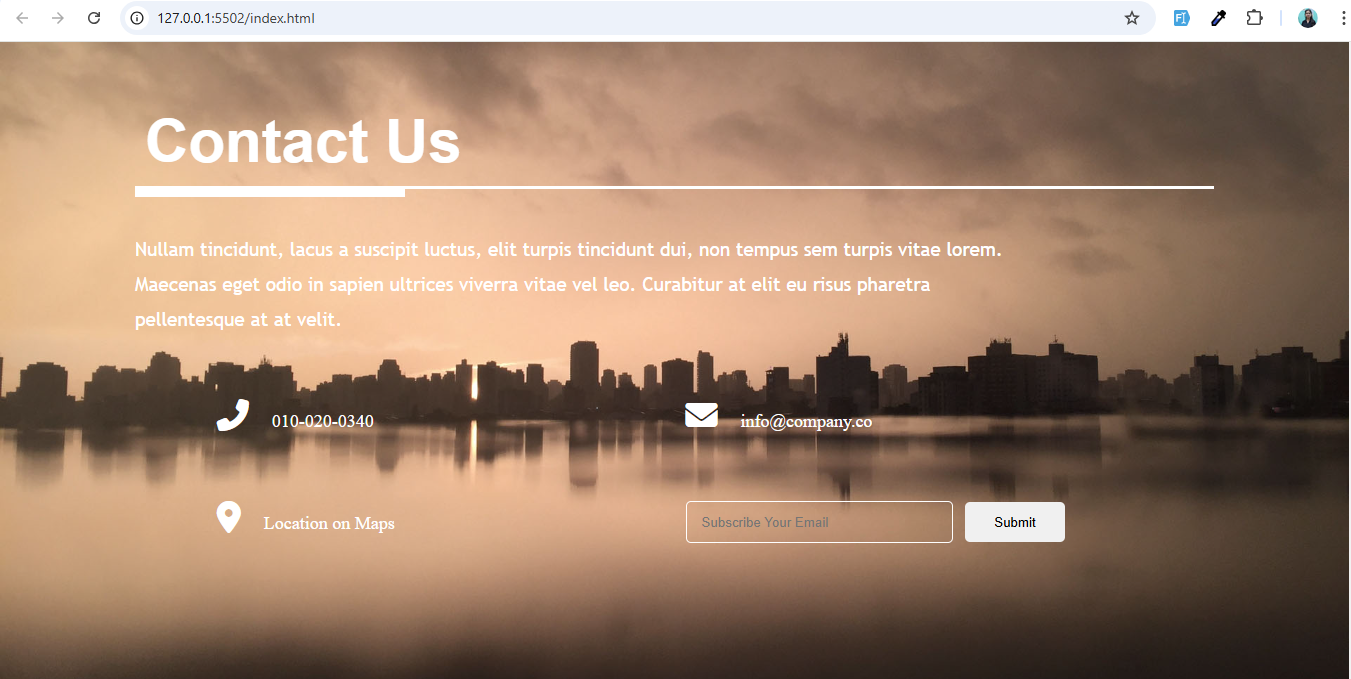 127.0.0.1:5502/index.html
Contact Us
Nullam tincidunt, lacus a suscipit luctus, elit turpis tincidunt dui, non tempus sem turpis vitae lorem.
Maecenas eget odio in sapien ultrices viverra vitae vel leo. Curabitur at elit eu risus pharetra
pellentesque at at velit.
010-020-0340
info@company.co
Location on Maps
Subscribe Your Email
Submit